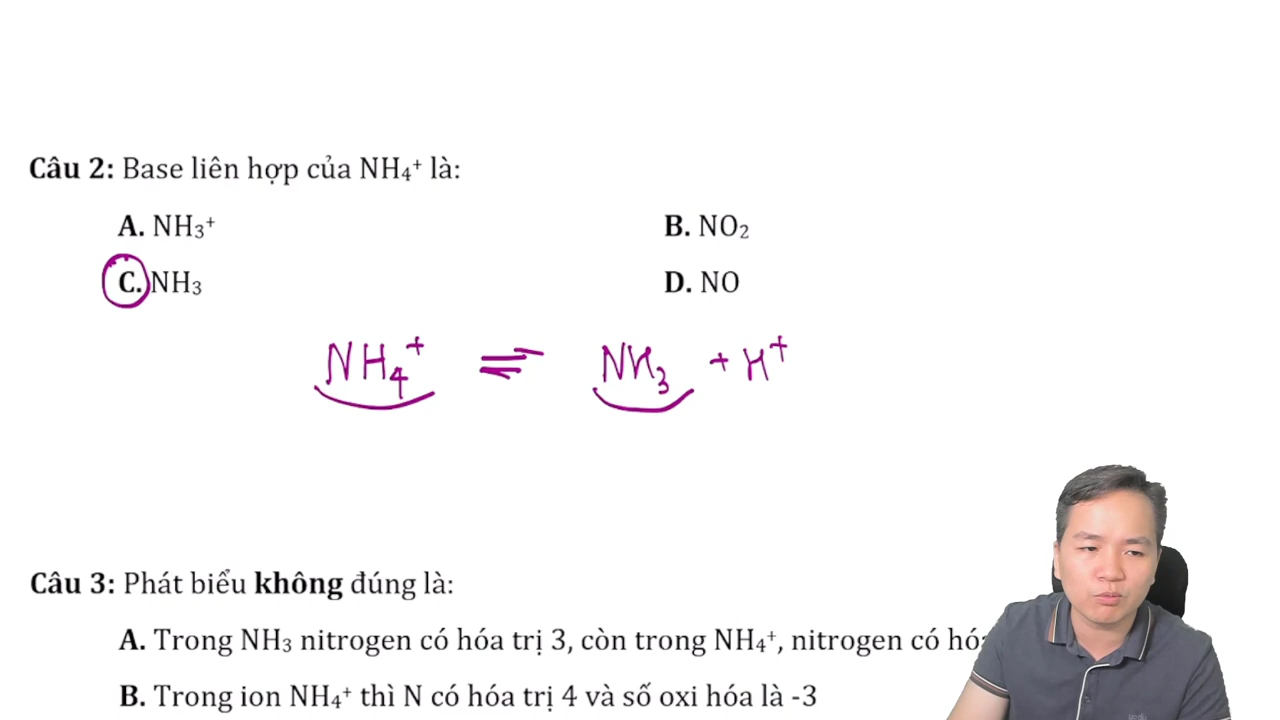 Câu 2: Base liên hợp của NH₄⁺ là:
A. NH₃⁺ B. NO₂
C. NH₃ D. NO
NH₄⁺ ⇌ NH₃ + H⁺
Câu 3: Phát biểu không đúng là:
A. Trong NH₃ nitrogen có hóa trị 3, còn trong NH₄⁺, nitrogen có
B. Trong ion NH₄⁺ thì N có hóa trị 4 và số oxi hóa là -3